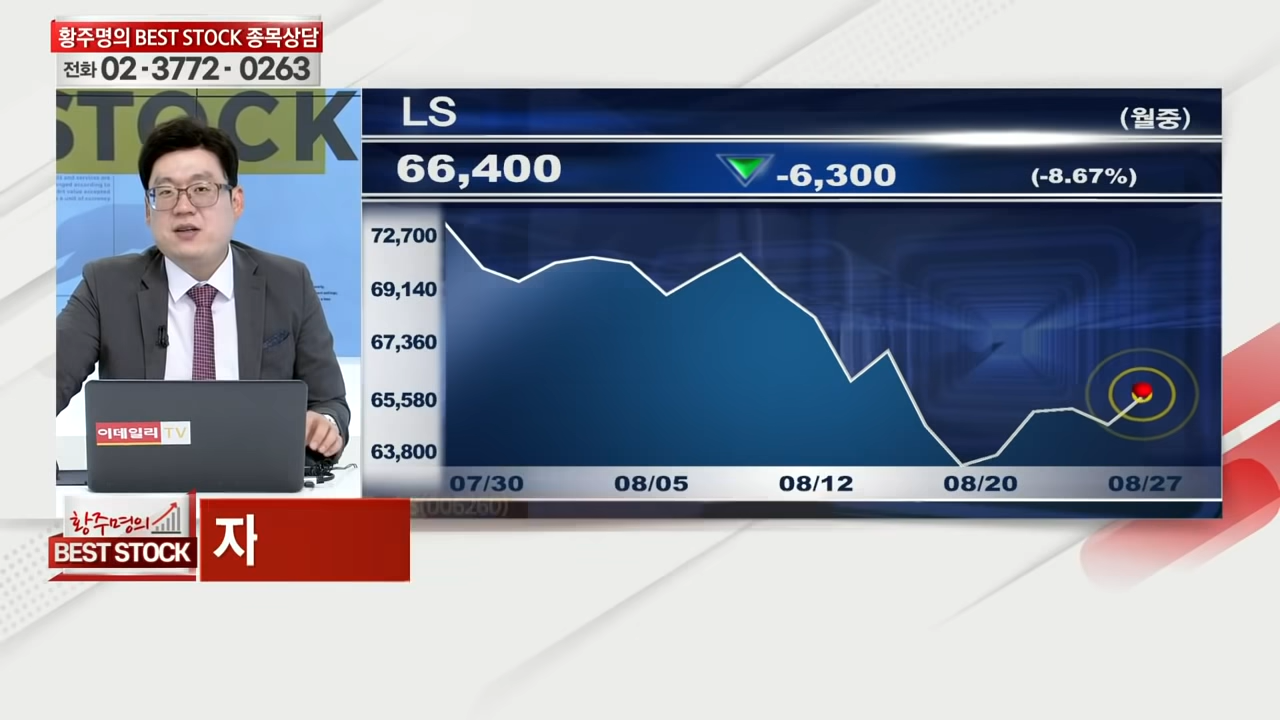 황주명의 BEST STOCK 종목상담
전화 02-3772-0263
STOCK
LS
(월중)
66,400
-6,300
(-8.67%)
72,700
69,140
67,360
65,580
63,800
07/30
08/05
08/12
08/20
08/27
이데일리TV
(006260)
황주명의
BEST STOCK
자